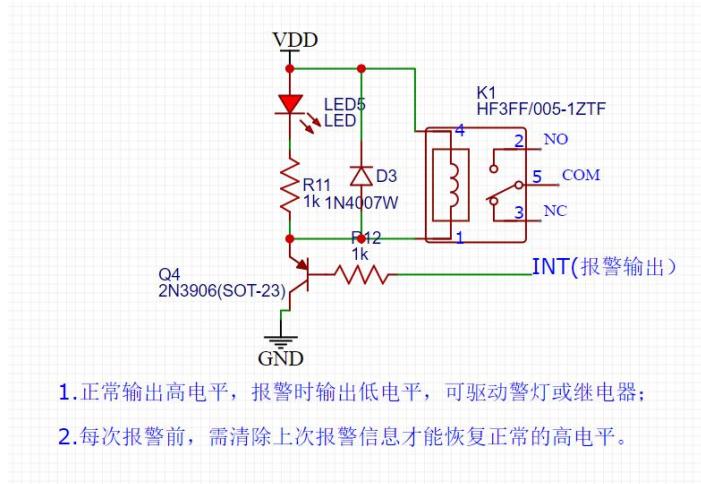 VDD
LED5
LED
K1
HF3FF/005-1ZTF
4
2 NO
5 COM
3 NC
1
R11
1k
D3
1N4007W
R12
1k
Q4
2N3906(SOT-23)
INT(报警输出）
GND
1.正常输出高电平，报警时输出低电平，可驱动警灯或继电器；
2.每次报警前，需清除上次报警信息才能恢复正常的高电平。